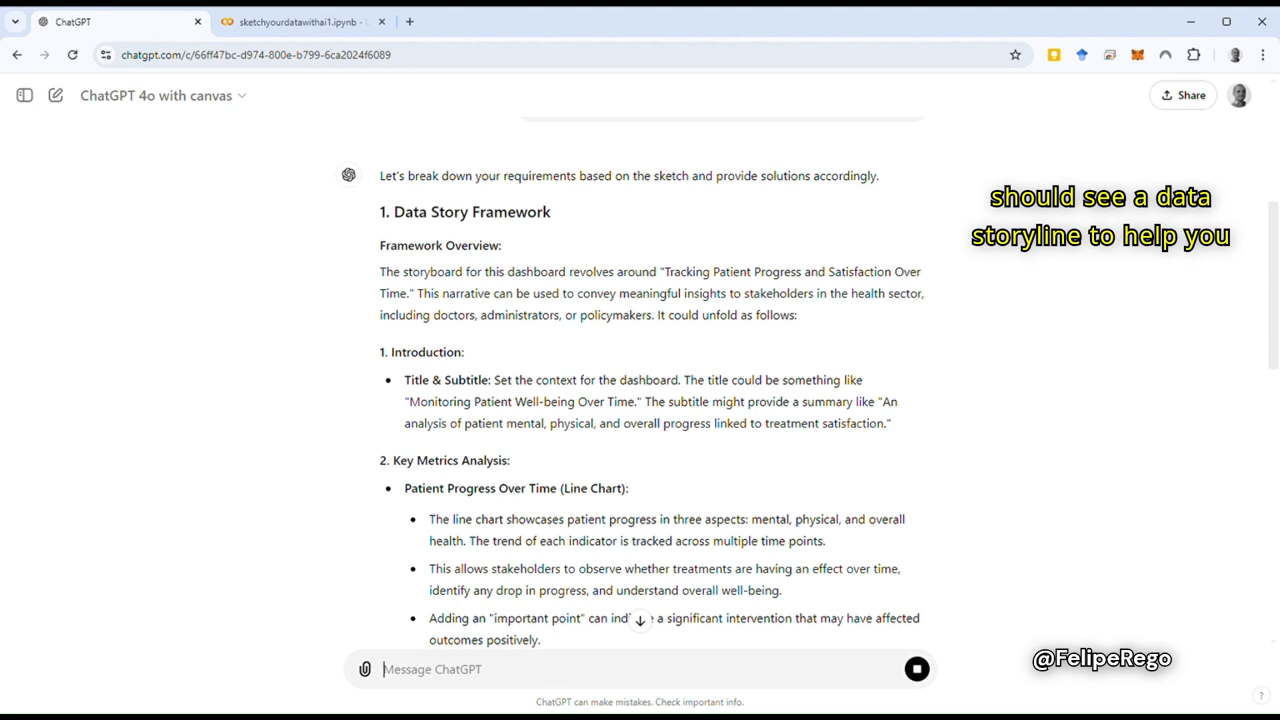 ChatGPT
sketchyourdatawithai1.ipynb -
chatgpt.com/c/66ff47bc-d974-800e-b799-6ca2024f6089
ChatGPT 4o with canvas
Share
Let's break down your requirements based on the sketch and provide solutions accordingly.
should see a data
storyline to help you
1. Data Story Framework
Framework Overview:
The storyboard for this dashboard revolves around "Tracking Patient Progress and Satisfaction Over
Time." This narrative can be used to convey meaningful insights to stakeholders in the health sector,
including doctors, administrators, or policymakers. It could unfold as follows:
1. Introduction:
Title & Subtitle: Set the context for the dashboard. The title could be something like
"Monitoring Patient Well-being Over Time." The subtitle might provide a summary like "An
analysis of patient mental, physical, and overall progress linked to treatment satisfaction."
2. Key Metrics Analysis:
Patient Progress Over Time (Line Chart):
The line chart showcases patient progress in three aspects: mental, physical, and overall
health. The trend of each indicator is tracked across multiple time points.
This allows stakeholders to observe whether treatments are having an effect over time,
identify any drop in progress, and understand overall well-being.
Adding an "important point" can a significant intervention that may have affected
outcomes positively.
Message ChatGPT
@FelipeRego
ChatGPT can make mistakes. Check important info.
?